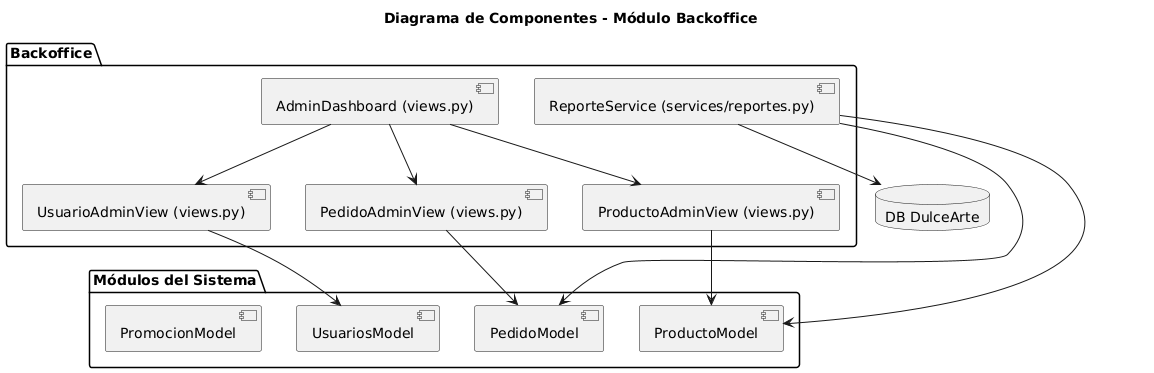 Diagrama de Componentes - Módulo Backoffice
Backoffice
AdminDashboard (views.py)
ReporteService (services/reportes.py)
UsuarioAdminView (views.py)
PedidoAdminView (views.py)
ProductoAdminView (views.py)
DB DulceArte
Módulos del Sistema
PromocionModel
UsuariosModel
PedidoModel
ProductoModel